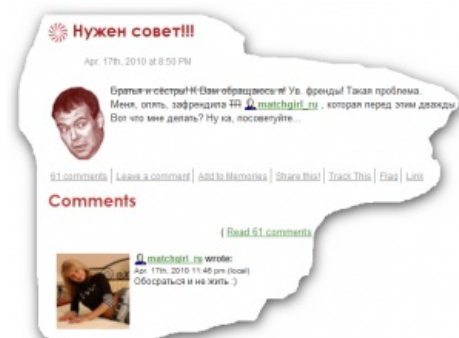 Нужен совет!!!
Apr. 17th, 2010 at 8:50 PM
Братья и сёстры! К Вам обращаюсь я! Ув. френды! Такая проблема.
Меня, опять, зафрендила matchgirl_ru , которая перед этим дважды
Вот что мне делать? Ну ка, посоветуйте...
61 comments | Leave a comment | Add to Memories | Share this! | Track This | Flag | Link
Comments
( Read 61 comments
matchgirl_ru wrote:
Apr. 17th, 2010 11:46 pm (local)
Обосраться и не жить :)